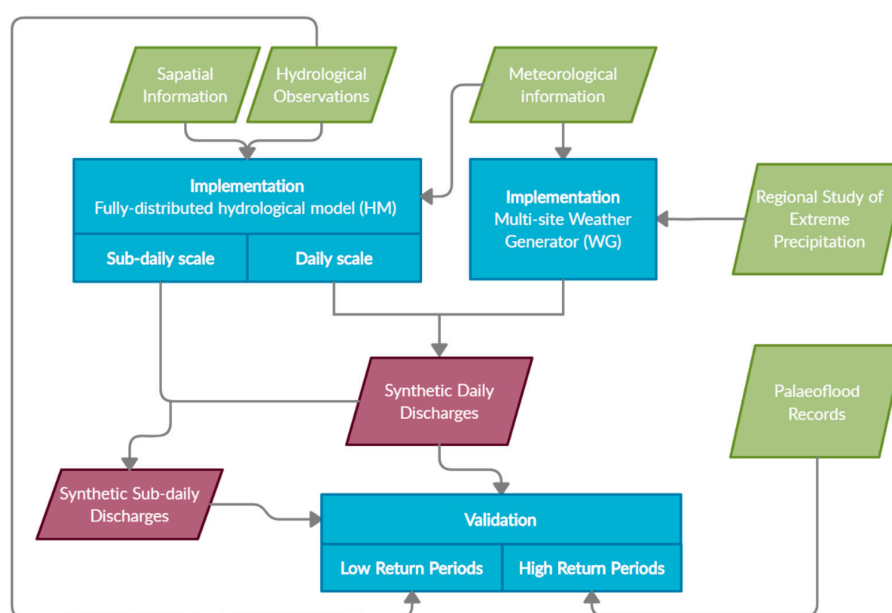 Sapatial
Information
Hydrological
Observations
Meteorological
information
Implementation
Fully-distributed hydrological model (HM)
Sub-daily scale
Daily scale
Implementation
Multi-site Weather
Generator (WG)
Regional Study of
Extreme
Precipitation
Synthetic Daily
Discharges
Palaeoflood
Records
Synthetic Sub-daily
Discharges
Validation
Low Return Periods
High Return Periods